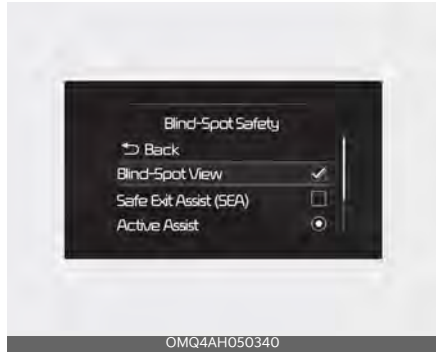 Blind-Spot Safety
Back
Blind-Spot View
Safe Exit Assist (SEA)
Active Assist
OMQ4AH050340